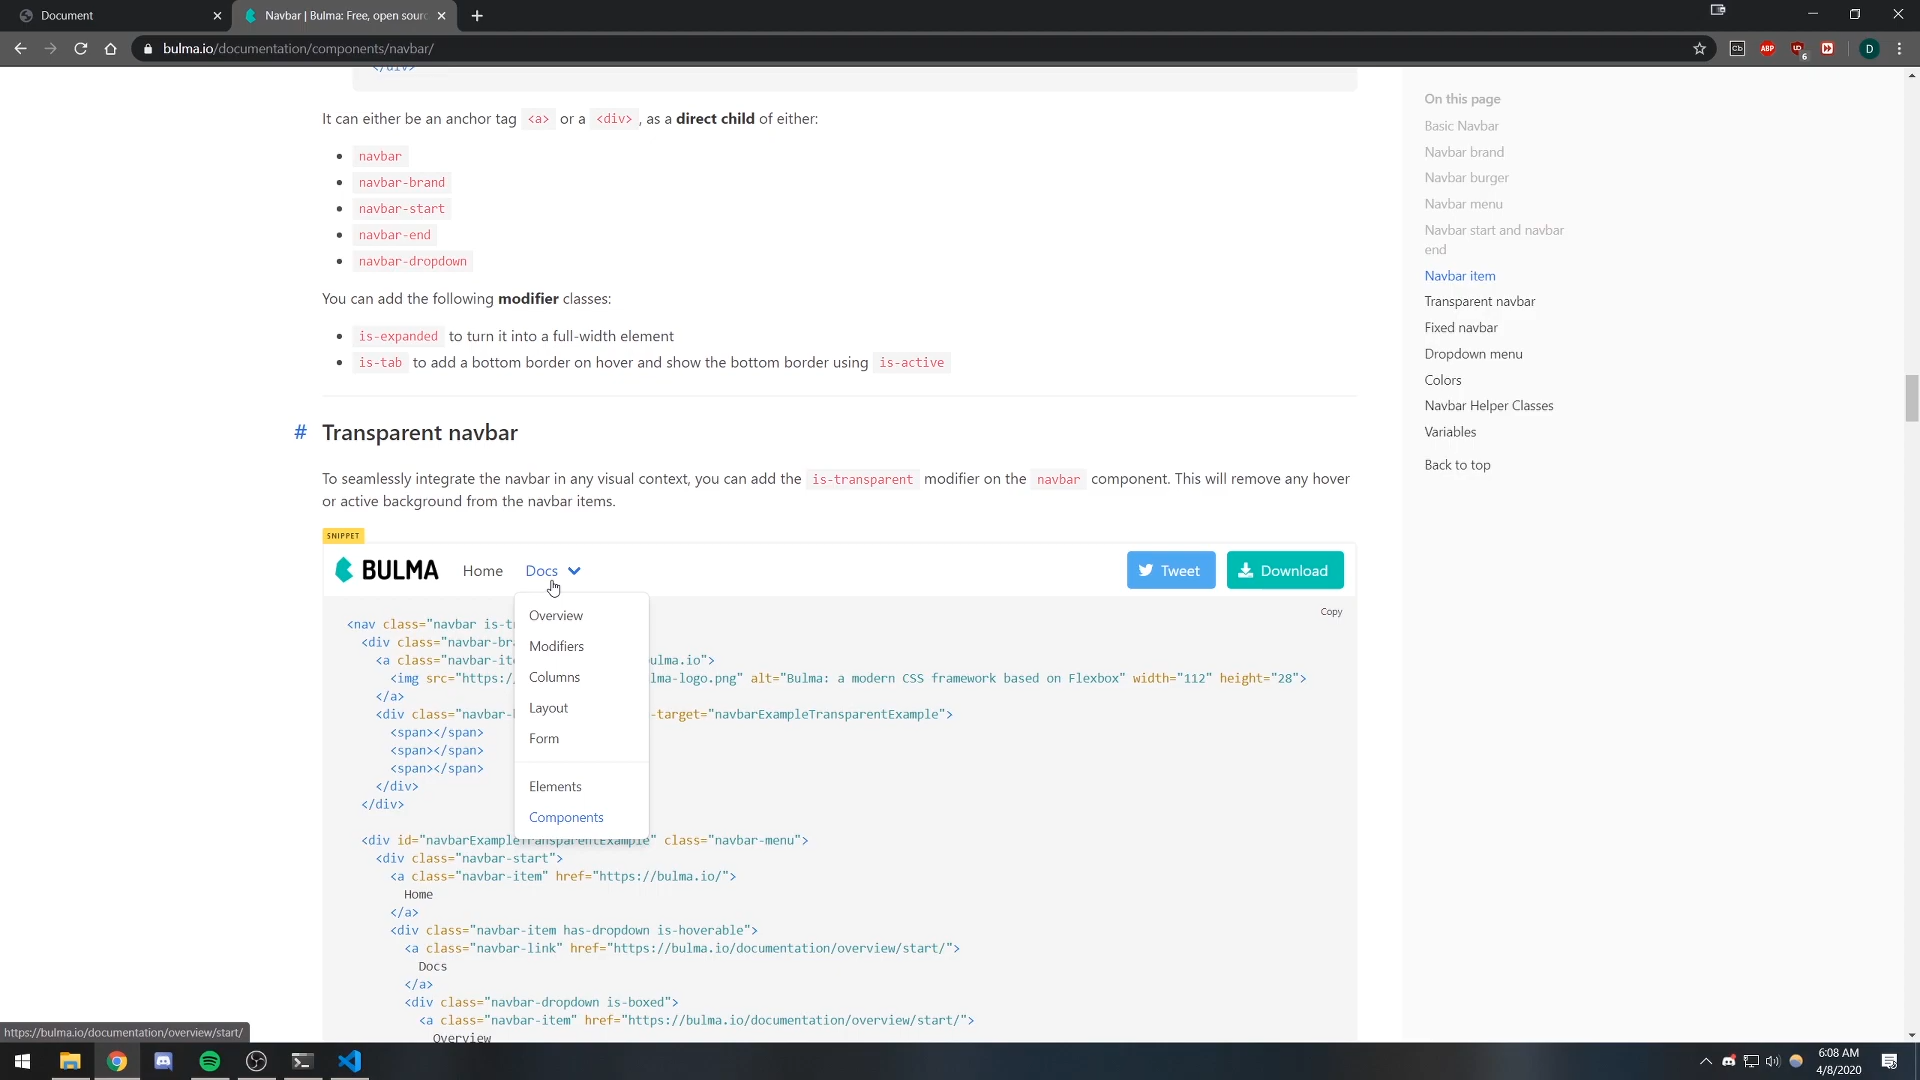 Document
Navbar | Bulma: Free, open sourc
bulma.io/documentation/components/navbar/
Cb
ABP
6
D
</div>
It can either be an anchor tag <a> or a <div>, as a direct child of either:
navbar
navbar-brand
navbar-start
navbar-end
navbar-dropdown
You can add the following modifier classes:
is-expanded to turn it into a full-width element
is-tab to add a bottom border on hover and show the bottom border using is-active
# Transparent navbar
To seamlessly integrate the navbar in any visual context, you can add the is-transparent modifier on the navbar component. This will remove any hover
or active background from the navbar items.
SNIPPET
BULMA Home Docs Tweet Download
Copy
Overview
Modifiers
Columns
Layout
Form
Elements
Components
<nav class="navbar is-t
<div class="navbar-br
<a class="navbar-ite ulma.io">
<img src="https:/ lma-logo.png" alt="Bulma: a modern CSS framework based on Flexbox" width="112" height="28">
</a>
<div class="navbar- -target="navbarExampleTransparentExample">
<span></span>
<span></span>
<span></span>
</div>
</div>
<div id="navbarExampleTransparentExample" class="navbar-menu">
<div class="navbar-start">
<a class="navbar-item" href="https://bulma.io/">
Home
</a>
<div class="navbar-item has-dropdown is-hoverable">
<a class="navbar-link" href="https://bulma.io/documentation/overview/start/">
Docs
</a>
<div class="navbar-dropdown is-boxed">
<a class="navbar-item" href="https://bulma.io/documentation/overview/start/">
Overview
On this page
Basic Navbar
Navbar brand
Navbar burger
Navbar menu
Navbar start and navbar
end
Navbar item
Transparent navbar
Fixed navbar
Dropdown menu
Colors
Navbar Helper Classes
Variables
Back to top
https://bulma.io/documentation/overview/start/
6:08 AM
4/8/2020